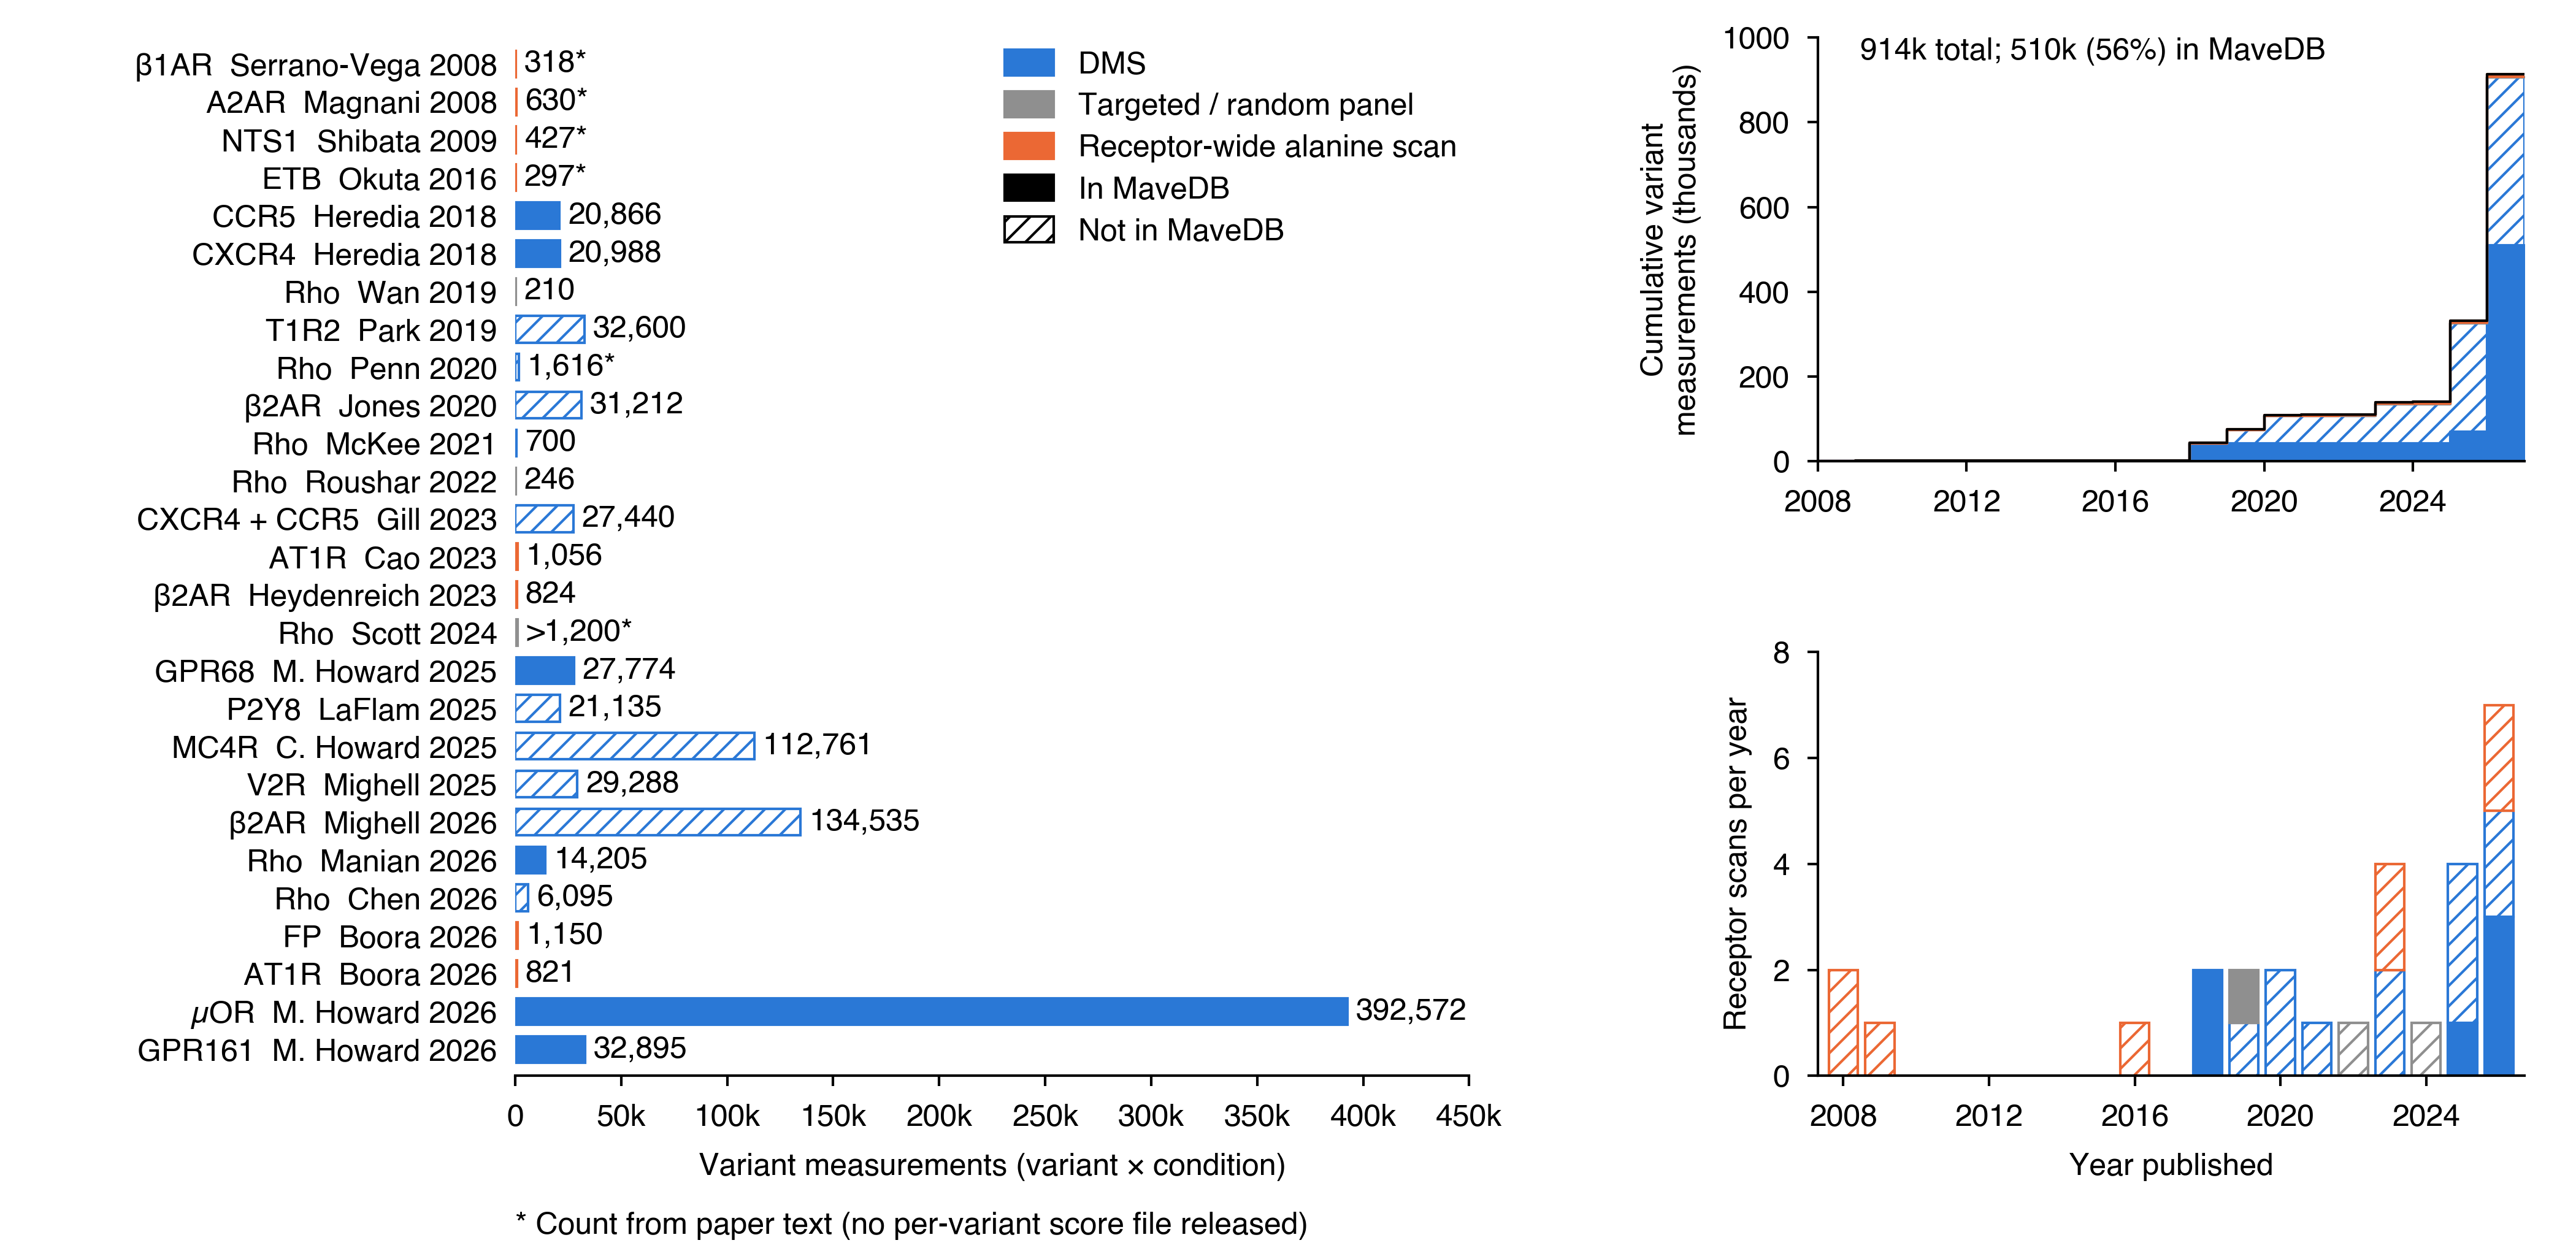 β1AR Serrano-Vega 2008 318*
A2AR Magnani 2008 630*
NTS1 Shibata 2009 427*
ETB Okuta 2016 297*
CCR5 Heredia 2018 20,866
CXCR4 Heredia 2018 20,988
Rho Wan 2019 210
T1R2 Park 2019 32,600
Rho Penn 2020 1,616*
β2AR Jones 2020 31,212
Rho McKee 2021 700
Rho Roushar 2022 246
CXCR4 + CCR5 Gill 2023 27,440
AT1R Cao 2023 1,056
β2AR Heydenreich 2023 824
Rho Scott 2024 >1,200*
GPR68 M. Howard 2025 27,774
P2Y8 LaFlam 2025 21,135
MC4R C. Howard 2025 112,761
V2R Mighell 2025 29,288
β2AR Mighell 2026 134,535
Rho Manian 2026 14,205
Rho Chen 2026 6,095
FP Boora 2026 1,150
AT1R Boora 2026 821
μOR M. Howard 2026 392,572
GPR161 M. Howard 2026 32,895
0 50k 100k 150k 200k 250k 300k 350k 400k 450k
Variant measurements (variant × condition)
* Count from paper text (no per-variant score file released)
DMS
Targeted / random panel
Receptor-wide alanine scan
In MaveDB
Not in MaveDB
914k total; 510k (56%) in MaveDB
Cumulative variant
measurements (thousands)
1000
800
600
400
200
0
2008 2012 2016 2020 2024
Receptor scans per year
8
6
4
2
0
2008 2012 2016 2020 2024
Year published